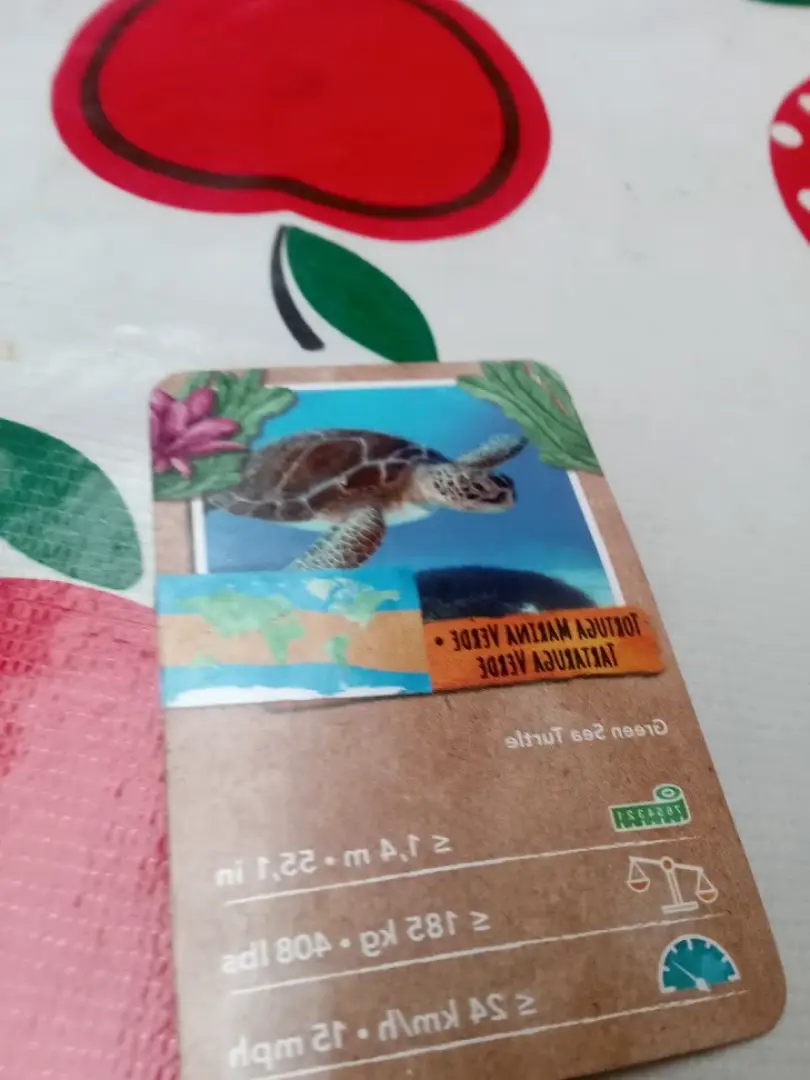 TORTUGA MARINA VERDE •
TARTARUGA VERDE
Green Sea Turtle
7654321
≤ 1,4 m • 55,1 in
≤ 185 kg • 408 lbs
≤ 24 km/h • 15 mph